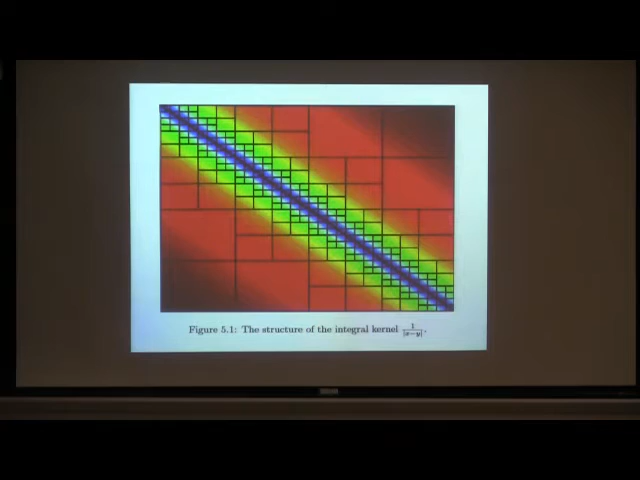 Figure 5.1: The structure of the integral kernel 1/|x−y|.